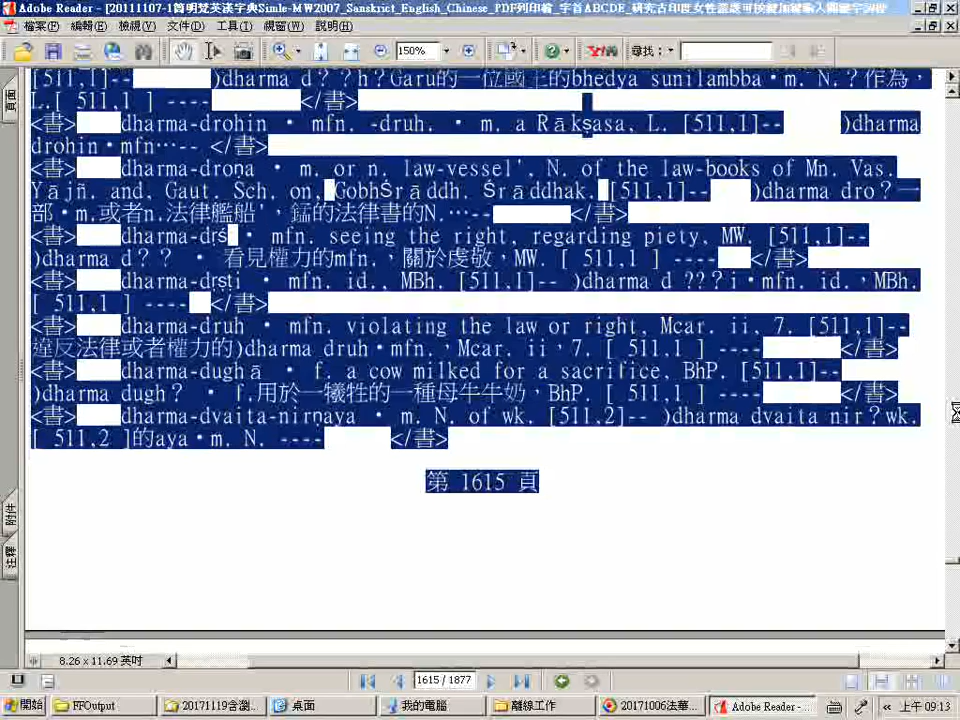 Adobe Reader - [20111107-1簡明梵英漢字典Simle-MW2007_Sanskrict_English_Chinese_PDF列印檔_字首ABCDE_研究古印度女性
檔案(F) 編輯(E) 檢視(V) 文件(D) 工具(T) 視窗(W) 說明(H)
150% 尋找:
頁面
[511,1]-- )dharma d??h?Garu的一位國王的bhedya sunilambba‧m. N.?作為,
L.[ 511,1 ] ---- </書>
<書> dharma-drohin ‧ mfn. -druh. ‧ m. a Rākṣasa, L. [511,1]-- )dharma
drohin‧mfn…-- </書>
<書> dharma-droṇa ‧ m. or n. law-vessel', N. of the law-books of Mn. Vas.
Yājñ. and, Gaut. Sch. on, GobhŚrāddh. Śrāddhak. [511,1]-- )dharma dro?一
部‧m.或者n.法律艦船',錳的法律書的N.…-- </書>
<書> dharma-dṛś ‧ mfn. seeing the right, regarding piety, MW. [511,1]--
)dharma d?? ‧ 看見權力的mfn.,關於虔敬,MW. [ 511,1 ] ---- </書>
<書> dharma-dṛṣṭi ‧ mfn. id., MBh. [511,1]-- )dharma d ???i‧mfn. id.,MBh.
[ 511,1 ] ---- </書>
<書> dharma-druh ‧ mfn. violating the law or right, Mcar. ii, 7. [511,1]--
違反法律或者權力的)dharma druh‧mfn.,Mcar. ii,7. [ 511,1 ] ---- </書>
<書> dharma-dughā ‧ f. a cow milked for a sacrifice, BhP. [511,1]--
)dharma dugh? ‧ f.用於一犧牲的一種母牛牛奶,BhP. [ 511,1 ] ---- </書>
<書> dharma-dvaita-nirṇaya ‧ m. N. of wk. [511,2]-- )dharma dvaita nir?wk.
[ 511,2 ]的aya‧m. N. ---- </書>
第 1615 頁
附件
注釋
8.26 x 11.69 英吋
1615 / 1877
開始 FFOutput 20171119含瀏... 桌面 我的電腦 離線工作 20171006法華... Adobe Reader - [... 上午 09:13